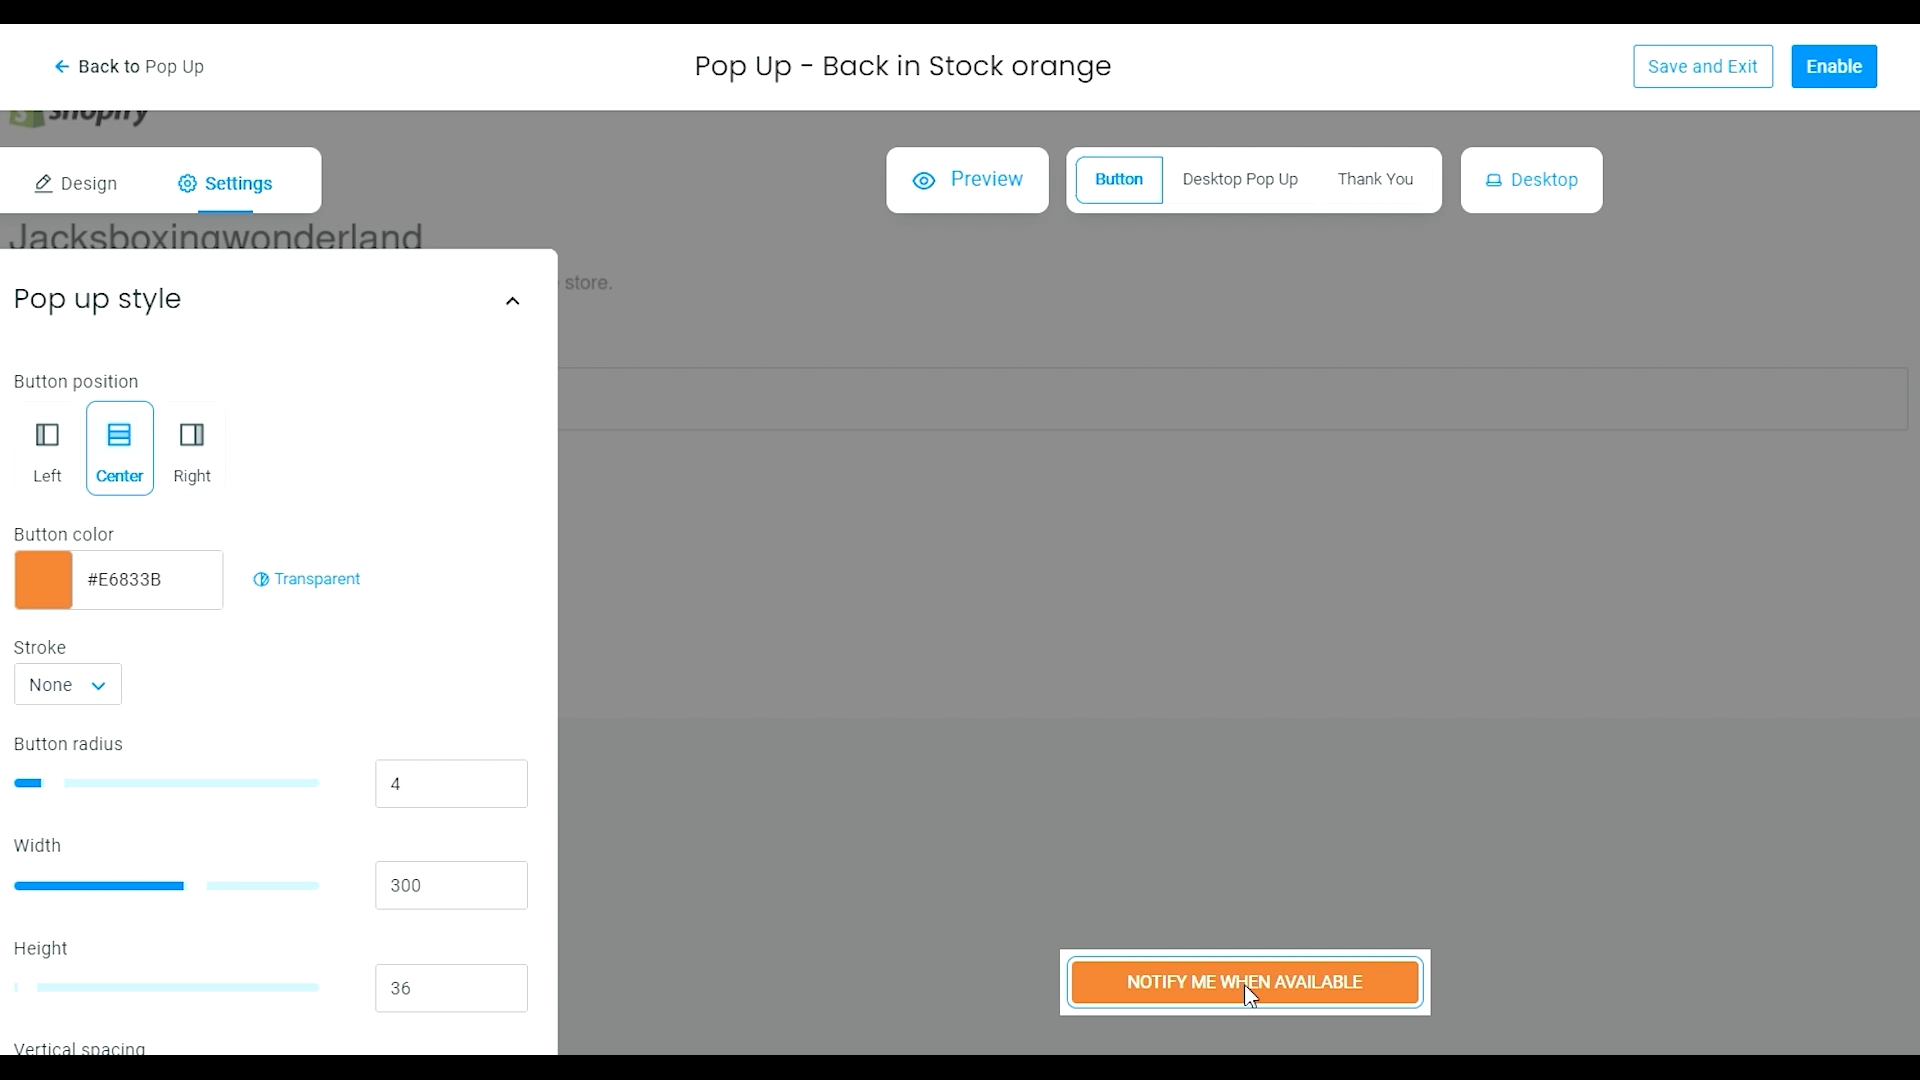 Back to Pop Up
Pop Up - Back in Stock orange
Save and Exit
Enable
shopify
Design
Settings
Preview
Button
Desktop Pop Up
Thank You
Desktop
Jacksboxingwonderland
store.
Pop up style
Button position
Left
Center
Right
Button color
#E6833B
Transparent
Stroke
None
Button radius
4
Width
300
Height
36
Vertical spacing
NOTIFY ME WHEN AVAILABLE